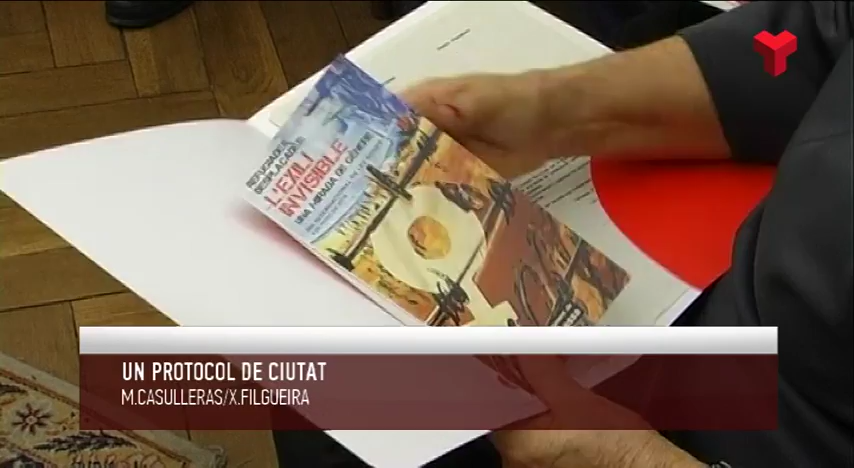 REFUGIADES,
DESPLAÇADES:
L'EXILI
INVISIBLE
UNA MIRADA DE GÈNERE
UN PROTOCOL DE CIUTAT
M.CASULLERAS/X.FILGUEIRA